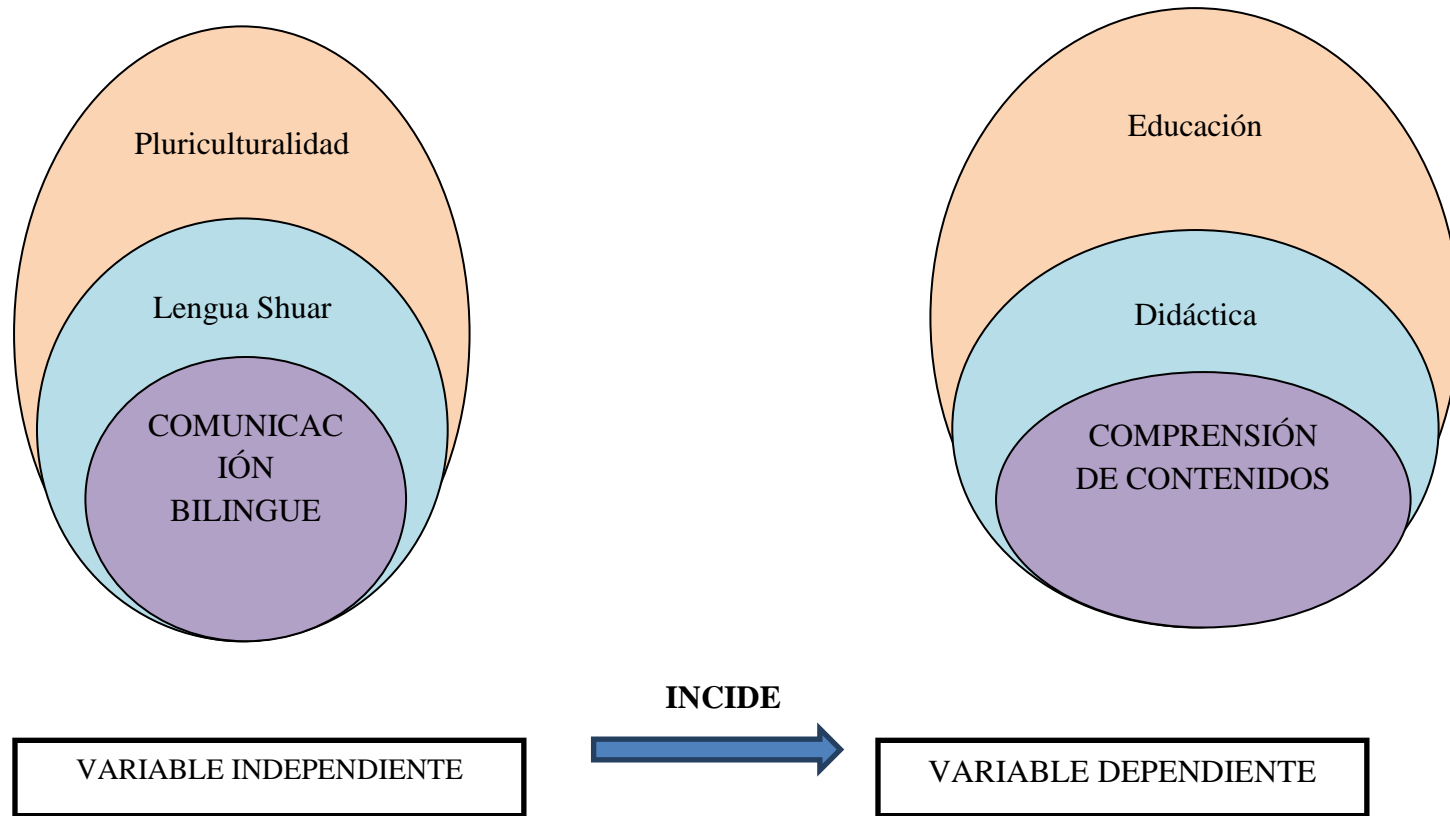 Pluriculturalidad
Lengua Shuar
COMUNICAC
IÓN
BILINGUE
Educación
Didáctica
COMPRENSIÓN
DE CONTENIDOS
INCIDE
VARIABLE INDEPENDIENTE
VARIABLE DEPENDIENTE